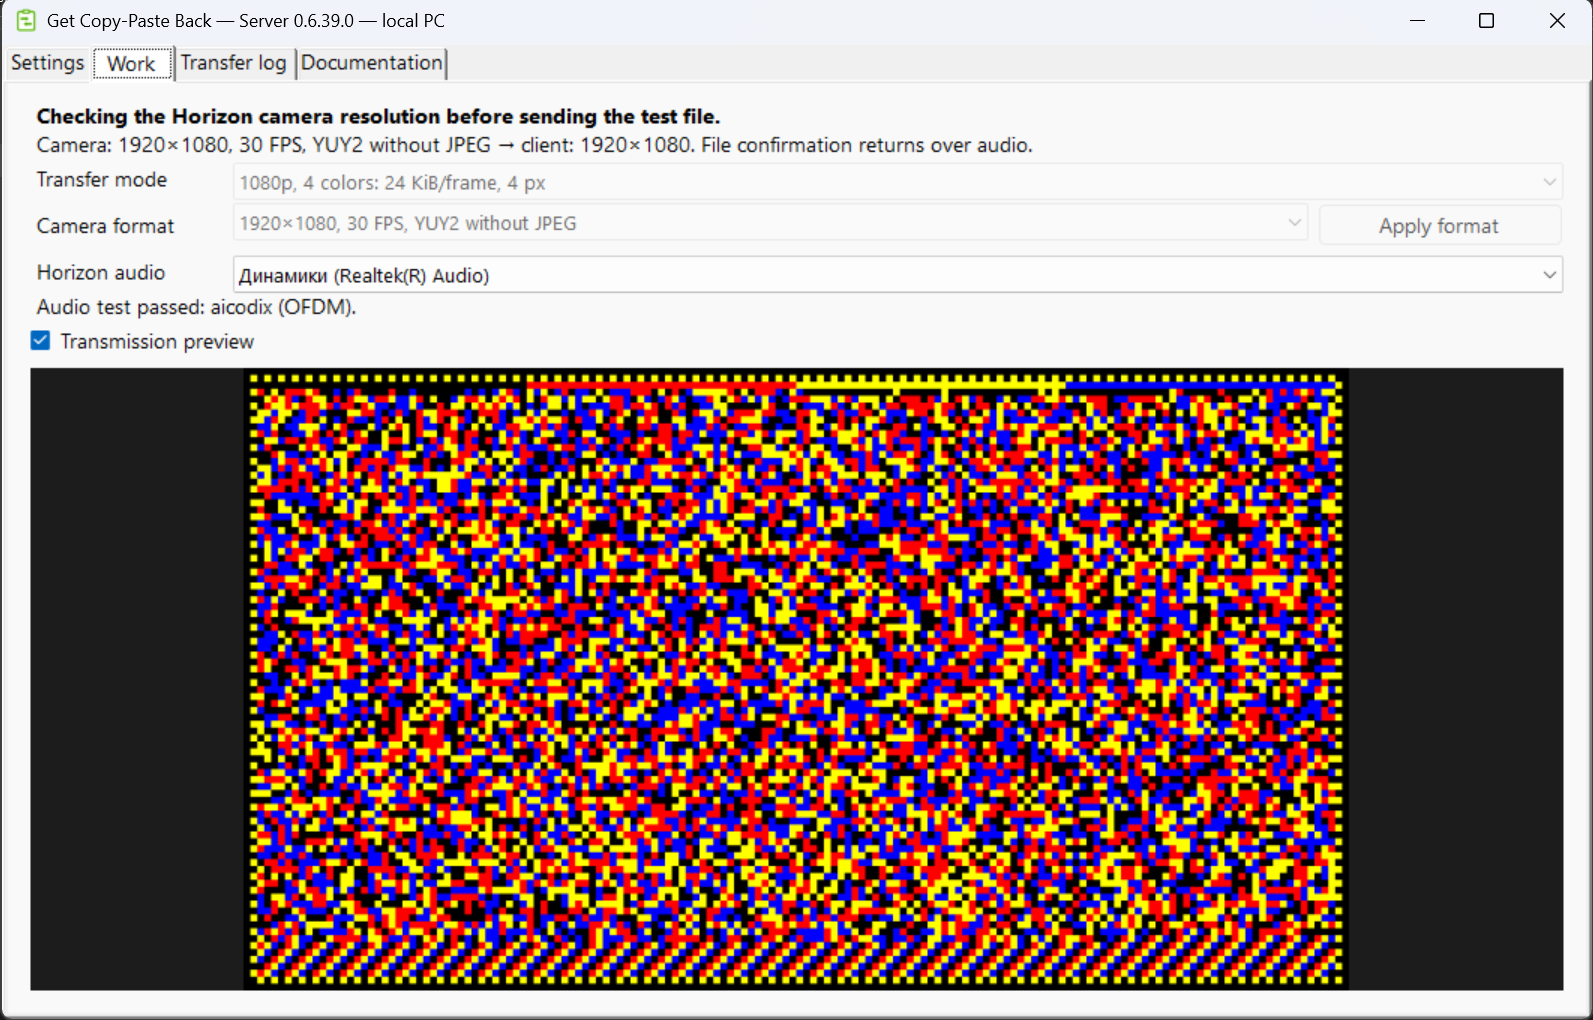 Get Copy-Paste Back — Server 0.6.39.0 — local PC
Settings Work Transfer log Documentation
Checking the Horizon camera resolution before sending the test file.
Camera: 1920×1080, 30 FPS, YUY2 without JPEG → client: 1920×1080. File confirmation returns over audio.
Transfer mode 1080p, 4 colors: 24 KiB/frame, 4 px
Camera format 1920×1080, 30 FPS, YUY2 without JPEG Apply format
Horizon audio Динамики (Realtek(R) Audio)
Audio test passed: aicodix (OFDM).
Transmission preview